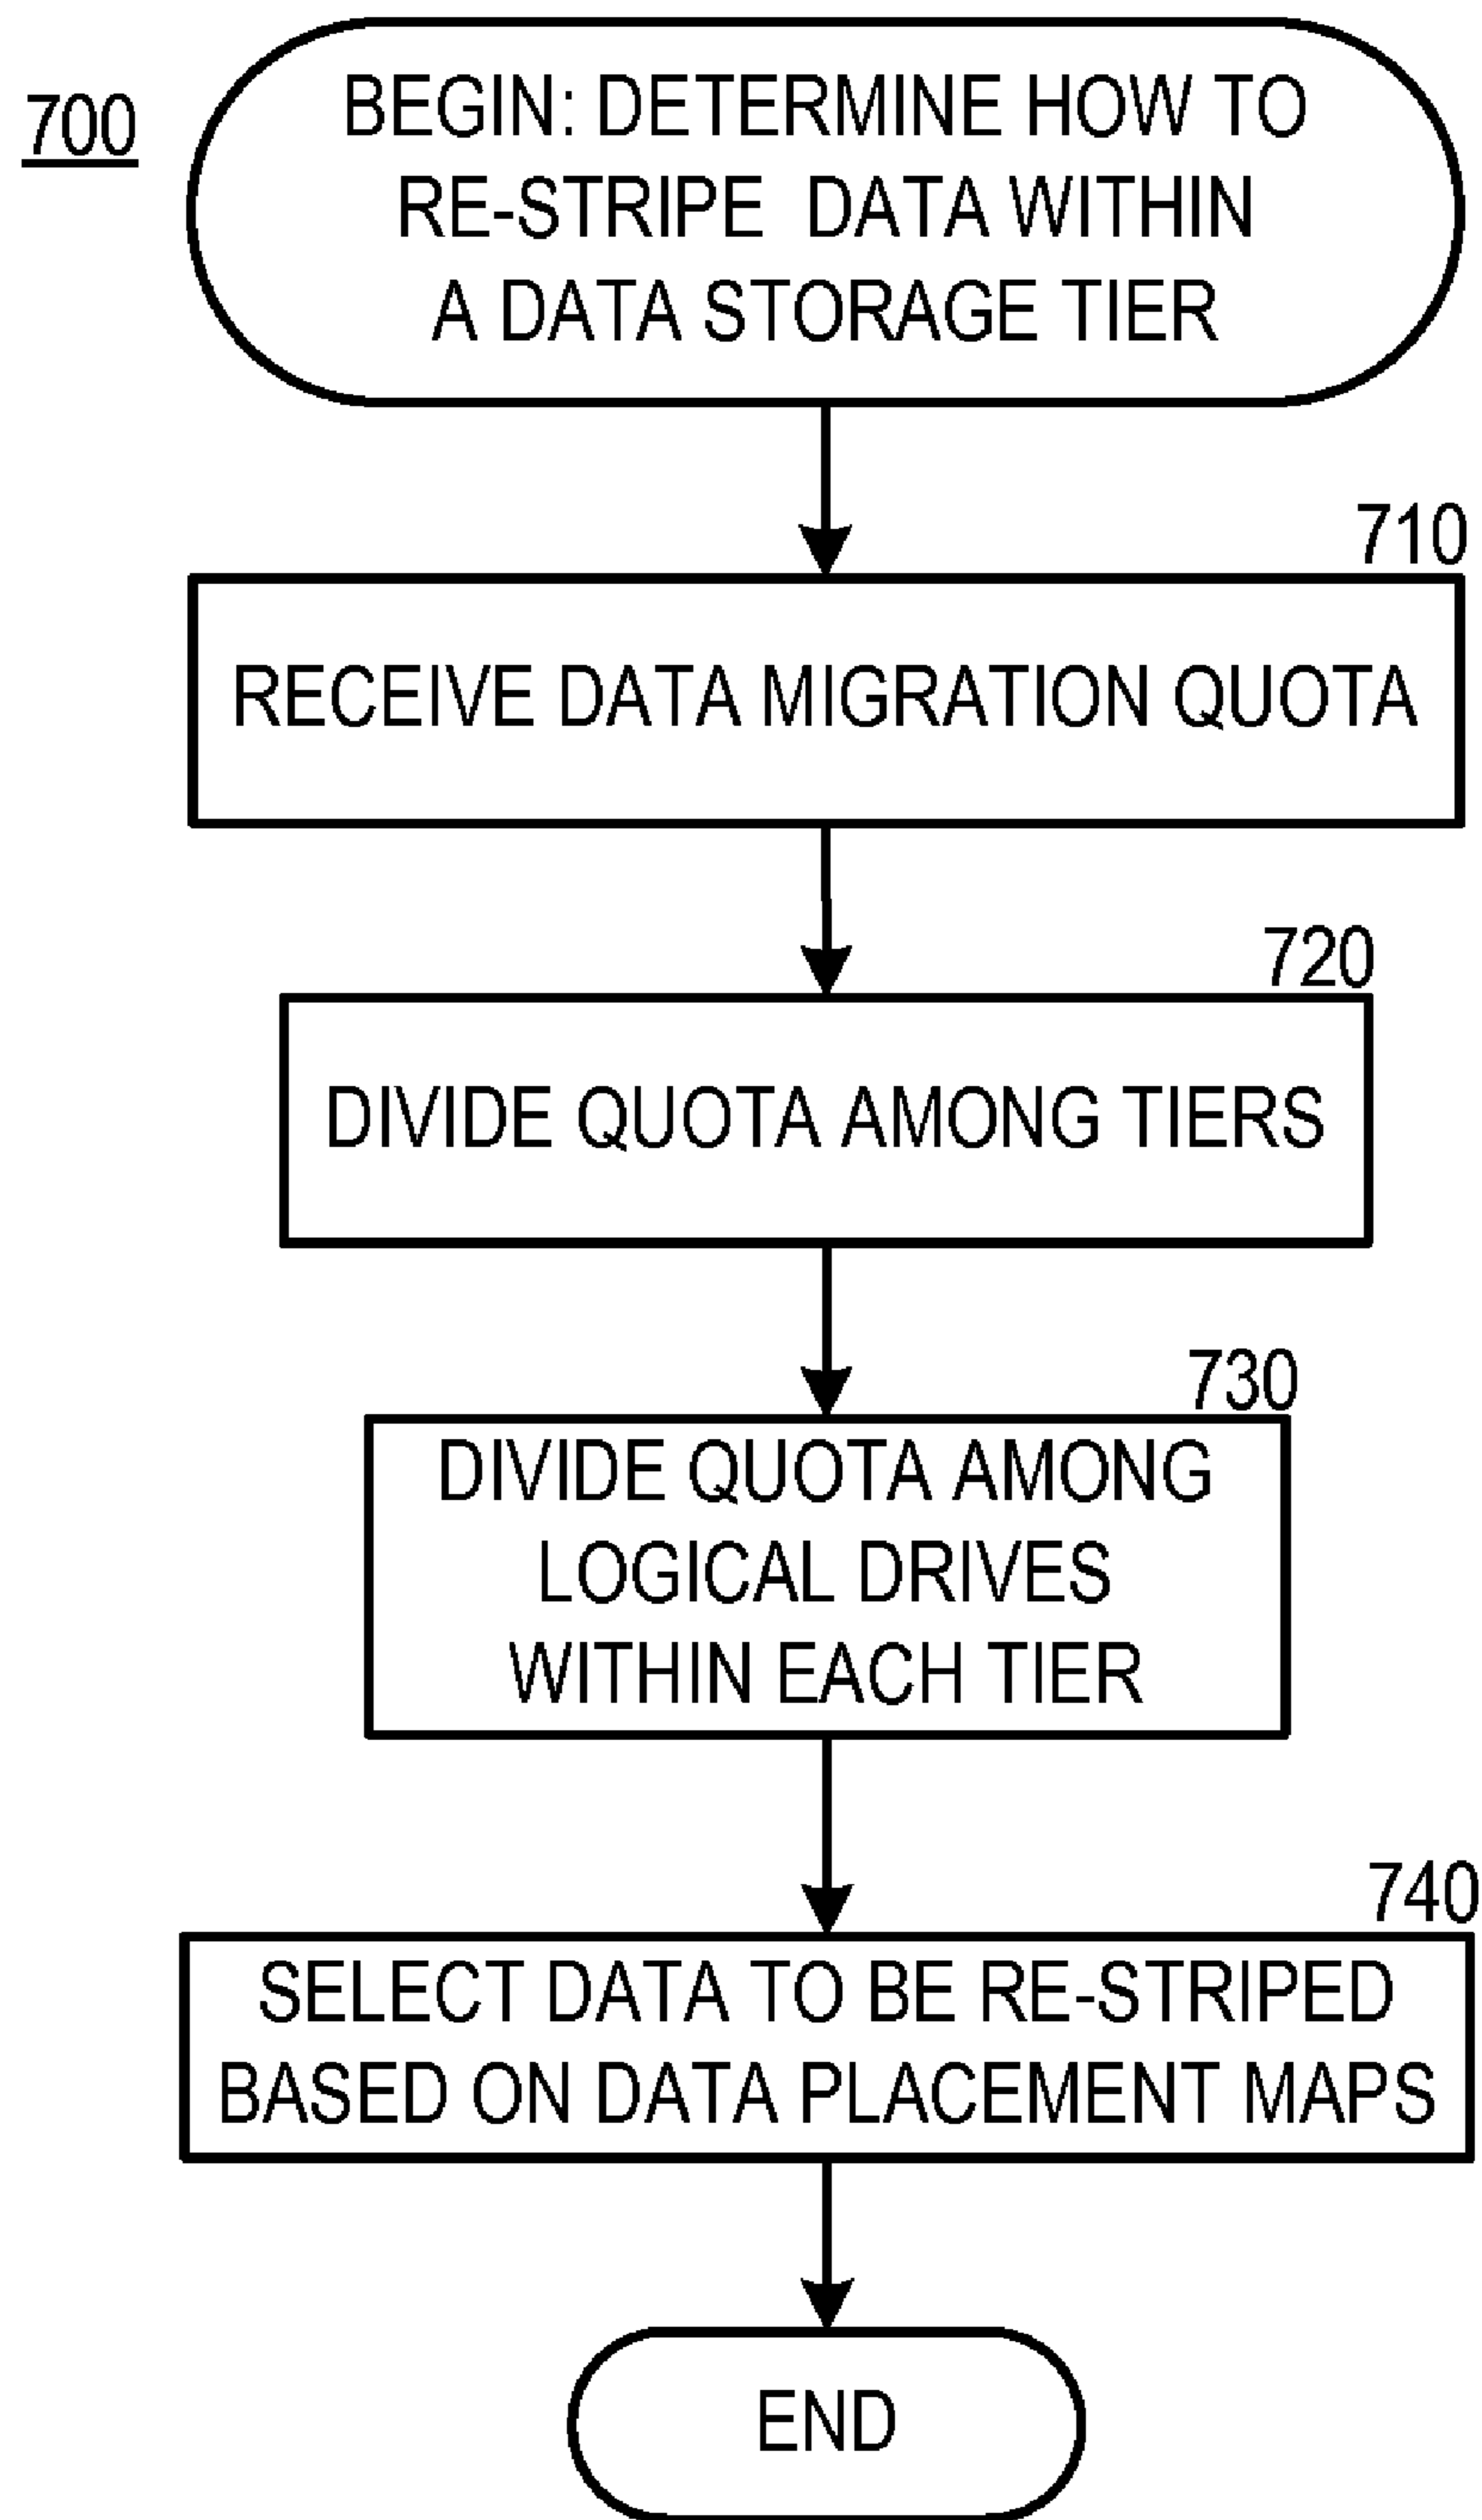 700
BEGIN: DETERMINE HOW TO
RE-STRIPE DATA WITHIN
A DATA STORAGE TIER
710
RECEIVE DATA MIGRATION QUOTA
720
DIVIDE QUOTA AMONG TIERS
730
DIVIDE QUOTA AMONG
LOGICAL DRIVES
WITHIN EACH TIER
740
SELECT DATA TO BE RE-STRIPED
BASED ON DATA PLACEMENT MAPS
END